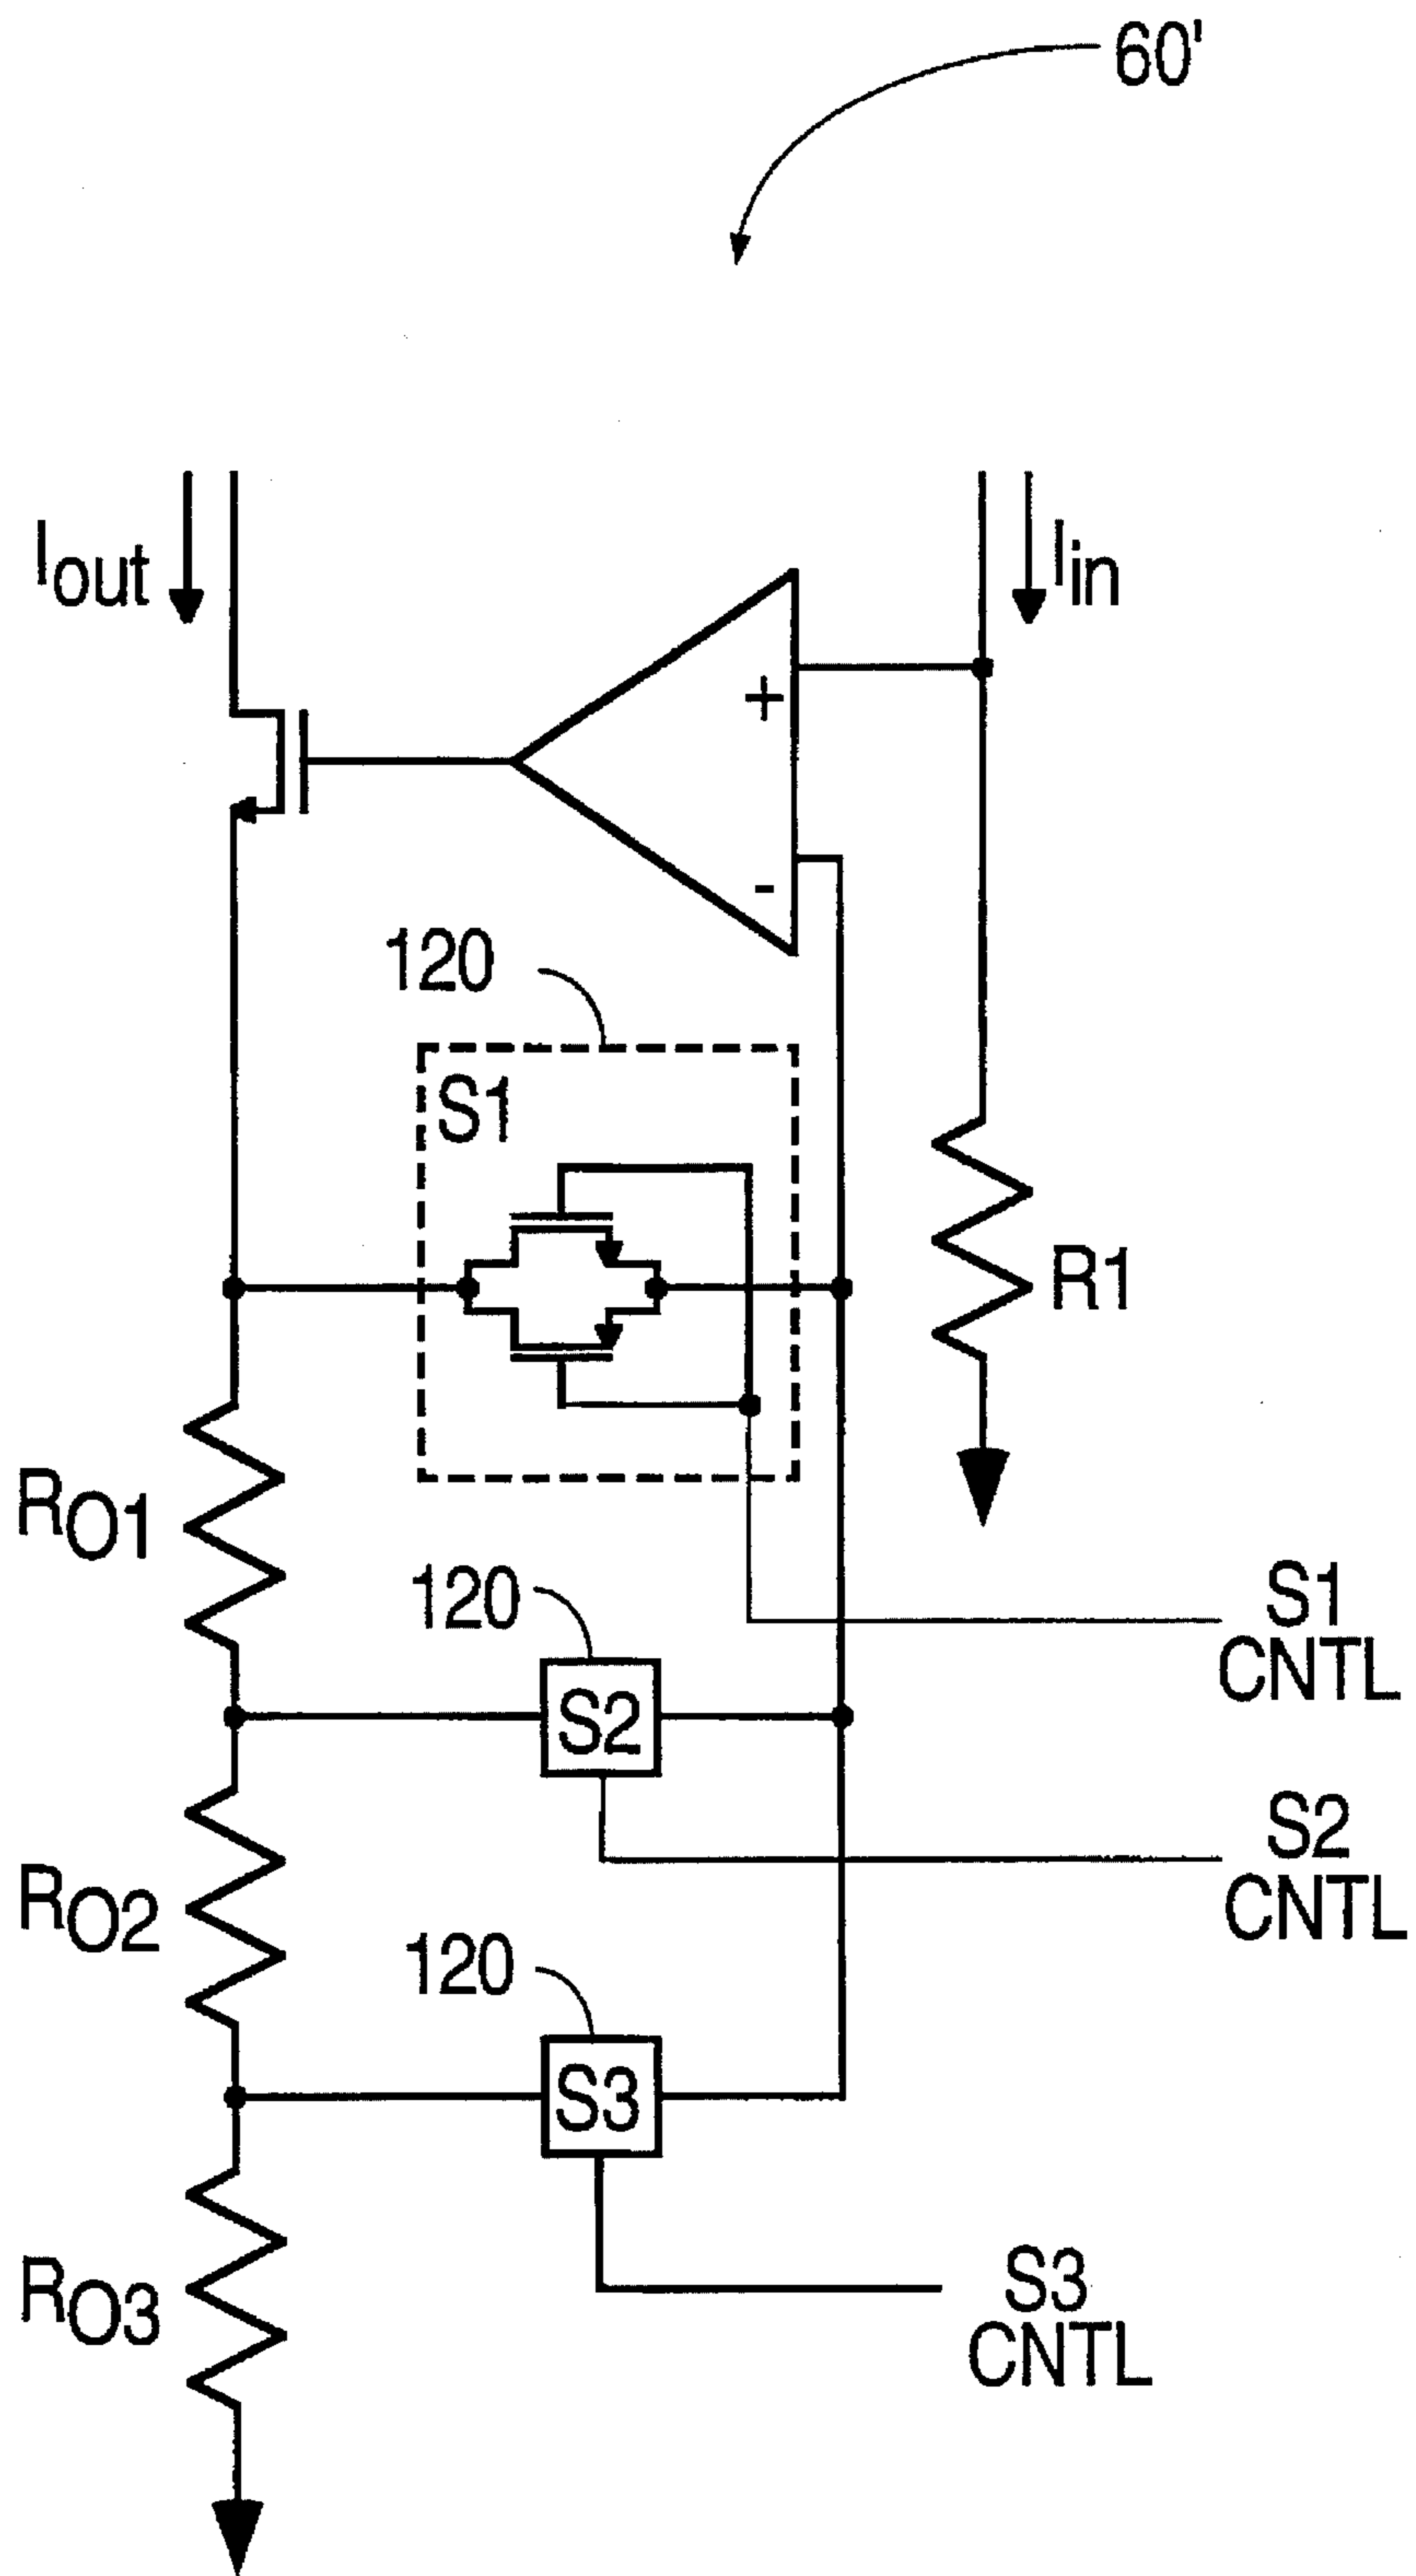 60'
Iout
Iin
+
-
120
S1
R1
RO1
120
S1
CNTL
S2
S2
CNTL
RO2
120
S3
RO3
S3
CNTL